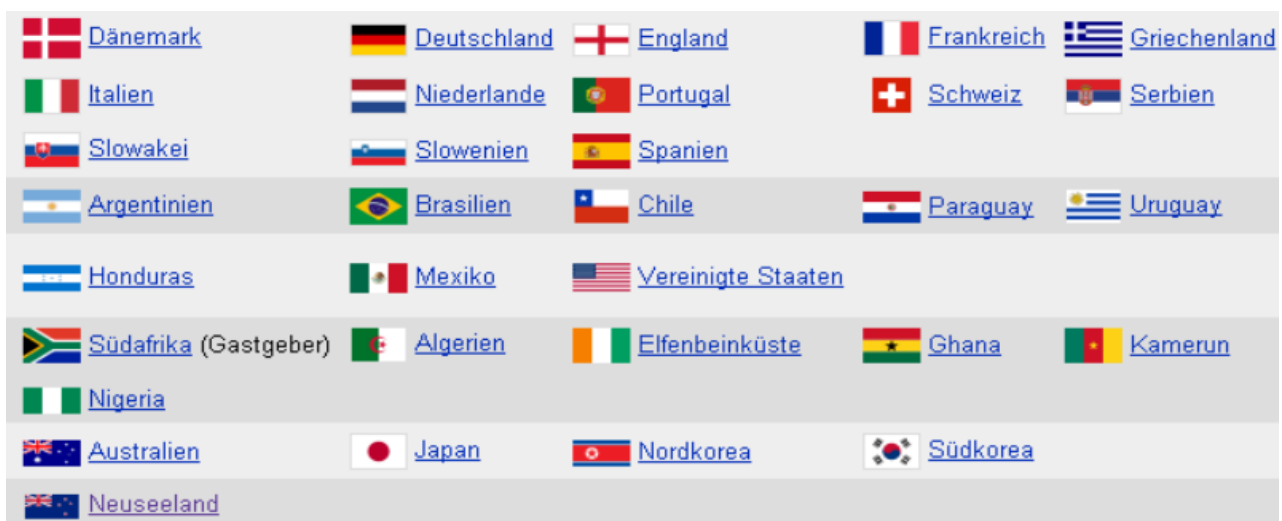 Dänemark Deutschland England Frankreich Griechenland
Italien Niederlande Portugal Schweiz Serbien
Slowakei Slowenien Spanien
Argentinien Brasilien Chile Paraguay Uruguay
Honduras Mexiko Vereinigte Staaten
Südafrika (Gastgeber) Algerien Elfenbeinküste Ghana Kamerun
Nigeria
Australien Japan Nordkorea Südkorea
Neuseeland